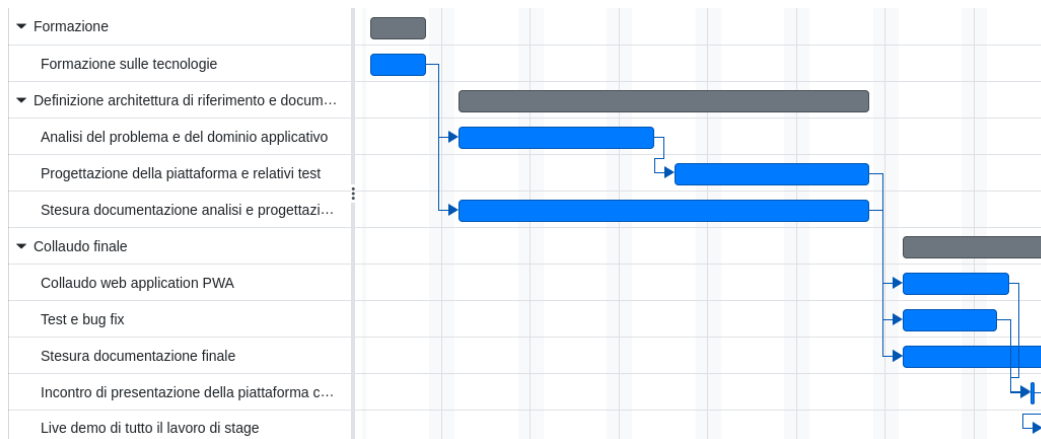 Formazione
Formazione sulle tecnologie
Definizione architettura di riferimento e docum…
Analisi del problema e del dominio applicativo
Progettazione della piattaforma e relativi test
Stesura documentazione analisi e progettazi…
Collaudo finale
Collaudo web application PWA
Test e bug fix
Stesura documentazione finale
Incontro di presentazione della piattaforma c…
Live demo di tutto il lavoro di stage